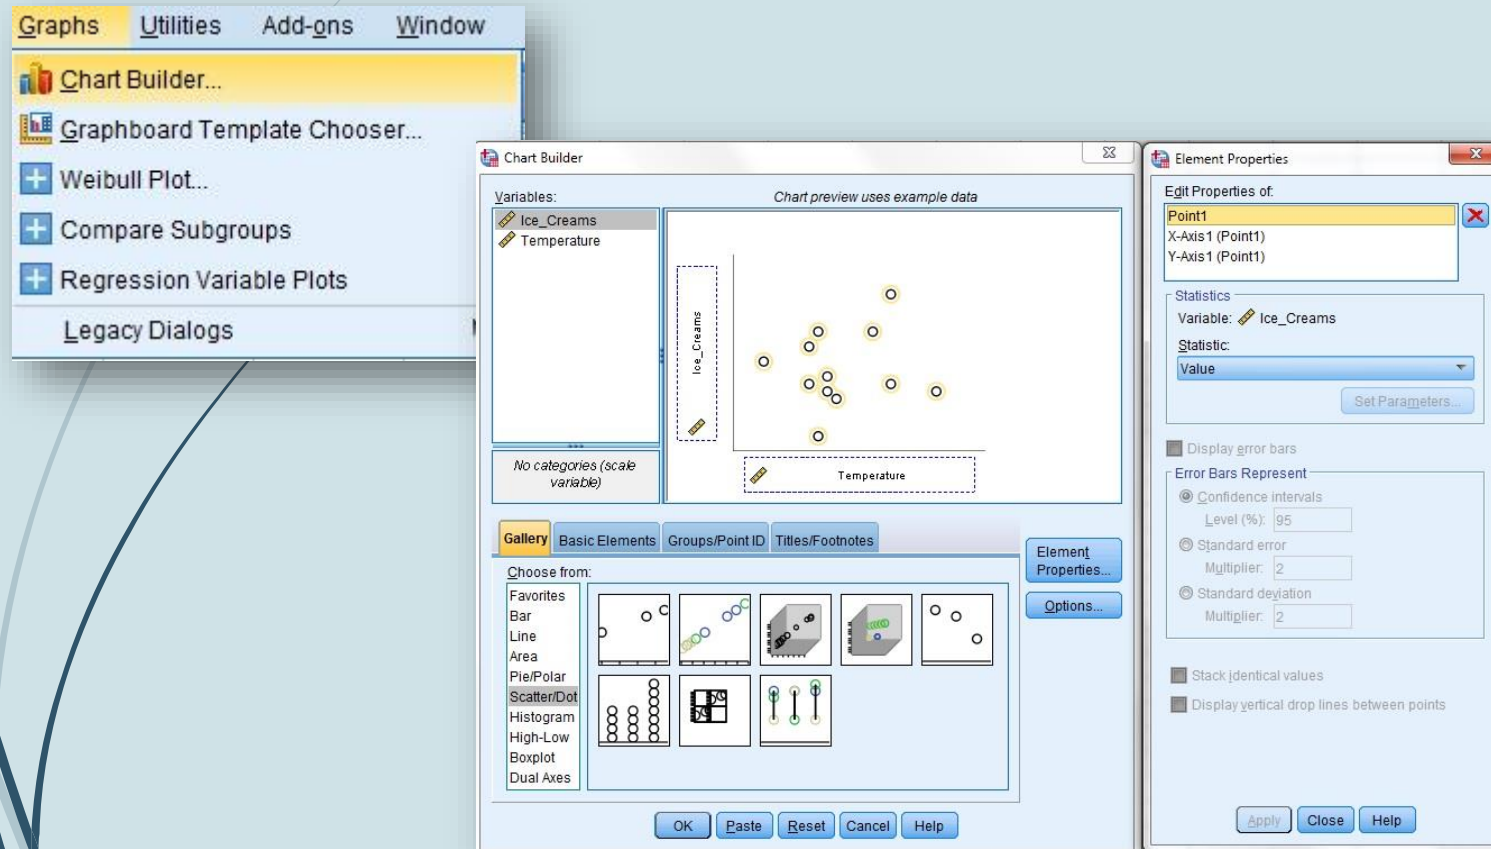 Graphs Utilities Add-ons Window
Chart Builder...
Graphboard Template Chooser...
Weibull Plot...
Compare Subgroups
Regression Variable Plots
Legacy Dialogs
Chart Builder
Variables:
Chart preview uses example data
Ice_Creams
Temperature
No categories (scale
variable)
Ice_Creams
Temperature
Gallery Basic Elements Groups/Point ID Titles/Footnotes
Choose from:
Favorites
Bar
Line
Area
Pie/Polar
Scatter/Dot
Histogram
High-Low
Boxplot
Dual Axes
Element
Properties...
Options...
OK Paste Reset Cancel Help
Element Properties
Edit Properties of:
Point1
X-Axis1 (Point1)
Y-Axis1 (Point1)
Statistics
Variable: Ice_Creams
Statistic:
Value
Set Parameters...
Display error bars
Error Bars Represent
Confidence intervals
Level (%): 95
Standard error
Multiplier: 2
Standard deviation
Multiplier: 2
Stack identical values
Display vertical drop lines between points
Apply Close Help